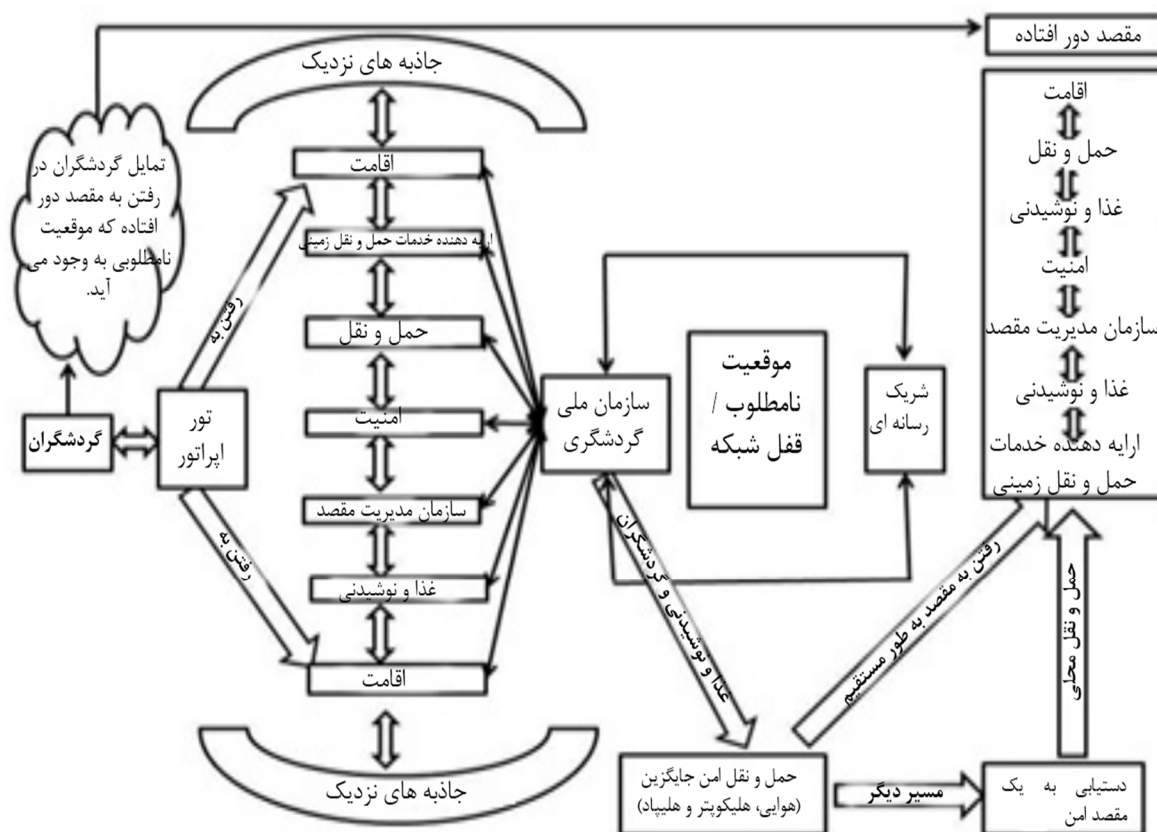 مقصد دور افتاده
جاذبه های نزدیک
تمایل گردشگران در
رفتن به مقصد دور
افتاده که موقعیت
نامطلوبی به وجود می
آید.
گردشگران
تور
اپراتور
رفتن به
رفتن به
اقامت
ارایه دهنده خدمات حمل و نقل زمینی
حمل و نقل
امنیت
سازمان مدیریت مقصد
غذا و نوشیدنی
اقامت
جاذبه های نزدیک
سازمان ملی
گردشگری
موقعیت
نامطلوب /
قفل شبکه
شریک
رسانه ای
اقامت
حمل و نقل
غذا و نوشیدنی
امنیت
سازمان مدیریت مقصد
غذا و نوشیدنی
ارایه دهنده خدمات
حمل و نقل زمینی
غذا و نوشیدنی و گردشگران
رفتن به مقصد به طور مستقیم
حمل و نقل محلی
حمل و نقل امن جایگزین
(هوایی، هلیکوپتر و هلیپاد)
مسیر دیگر
دستیابی به یک
مقصد امن